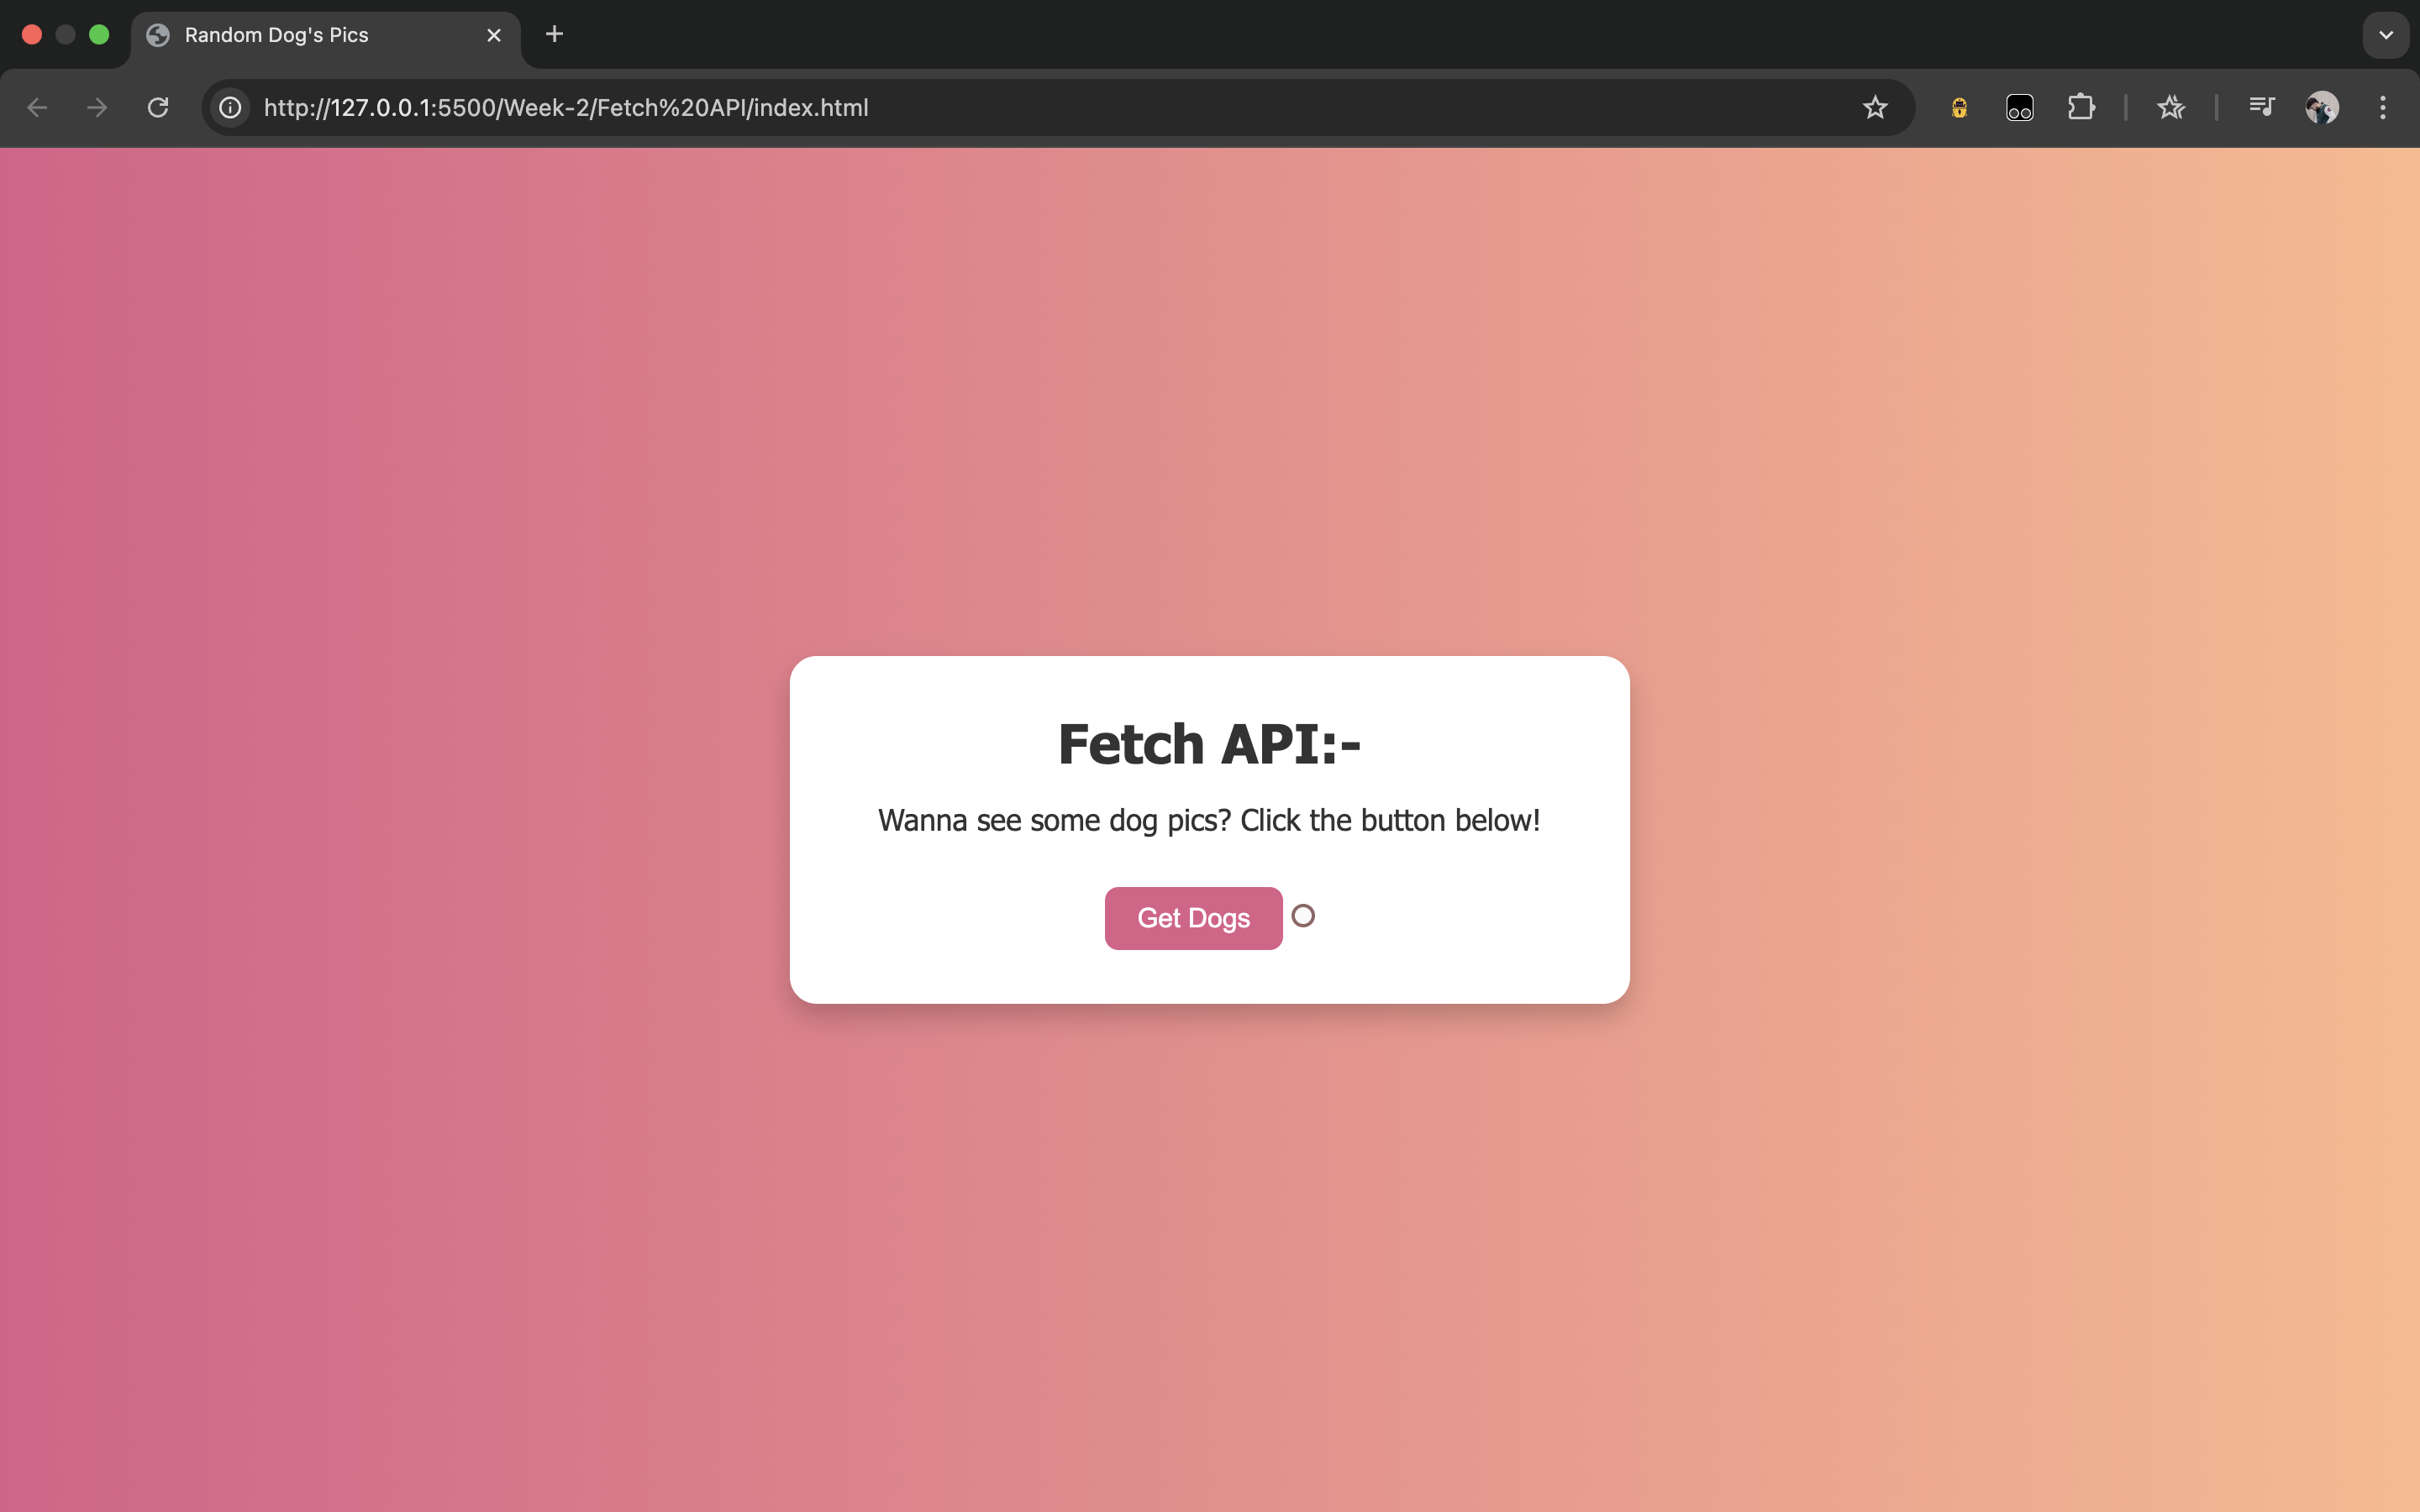 Random Dog's Pics
http://127.0.0.1:5500/Week-2/Fetch%20API/index.html
Fetch API:-
Wanna see some dog pics? Click the button below!
Get Dogs